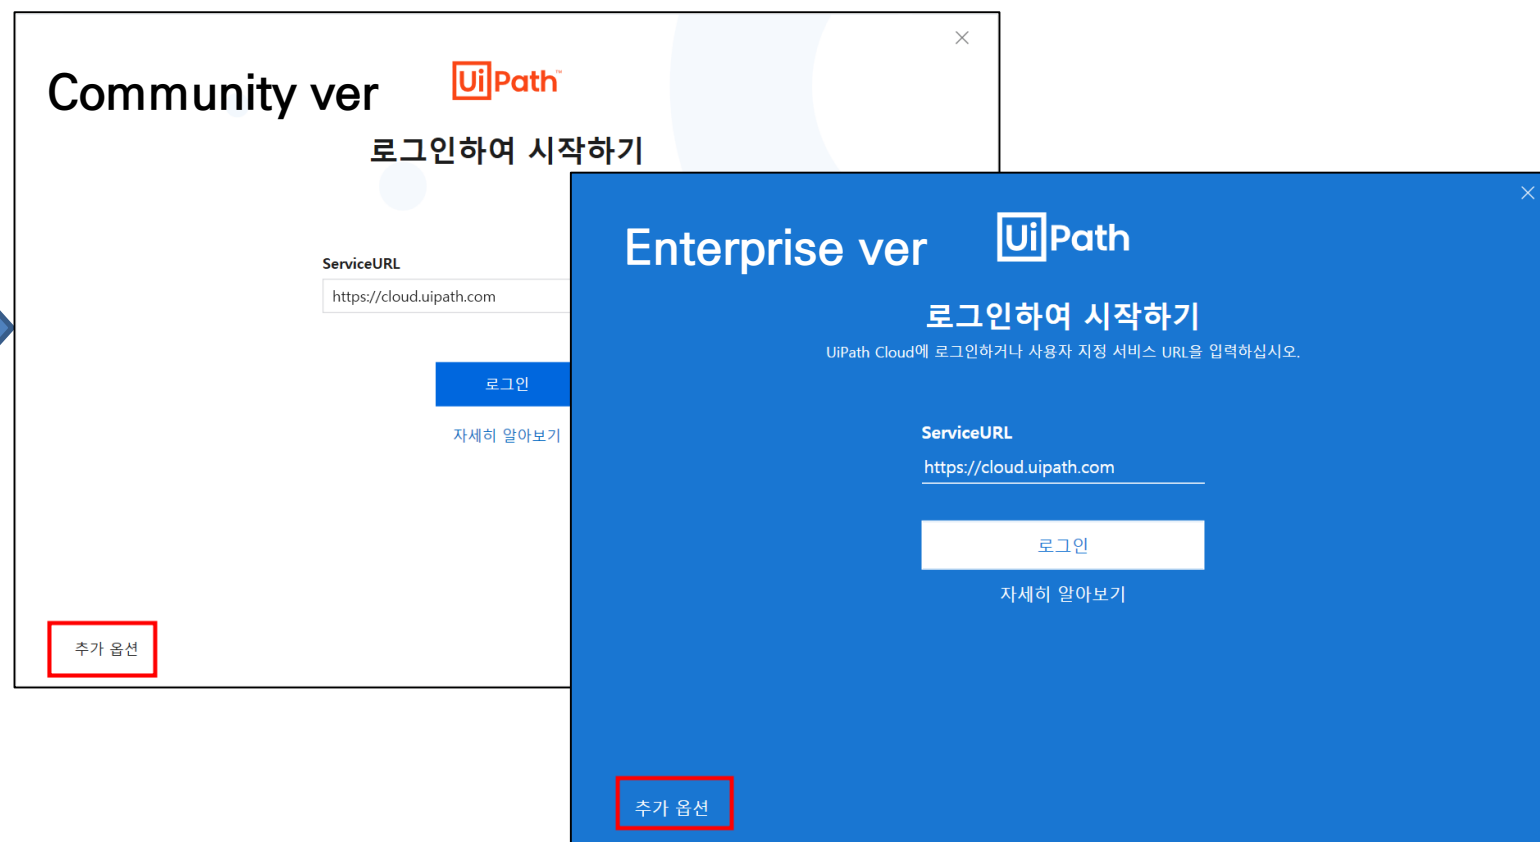 Community ver
UiPath™
로그인하여 시작하기
ServiceURL
https://cloud.uipath.com
로그인
자세히 알아보기
추가 옵션
Enterprise ver
UiPath
로그인하여 시작하기
UiPath Cloud에 로그인하거나 사용자 지정 서비스 URL을 입력하십시오.
ServiceURL
https://cloud.uipath.com
로그인
자세히 알아보기
추가 옵션